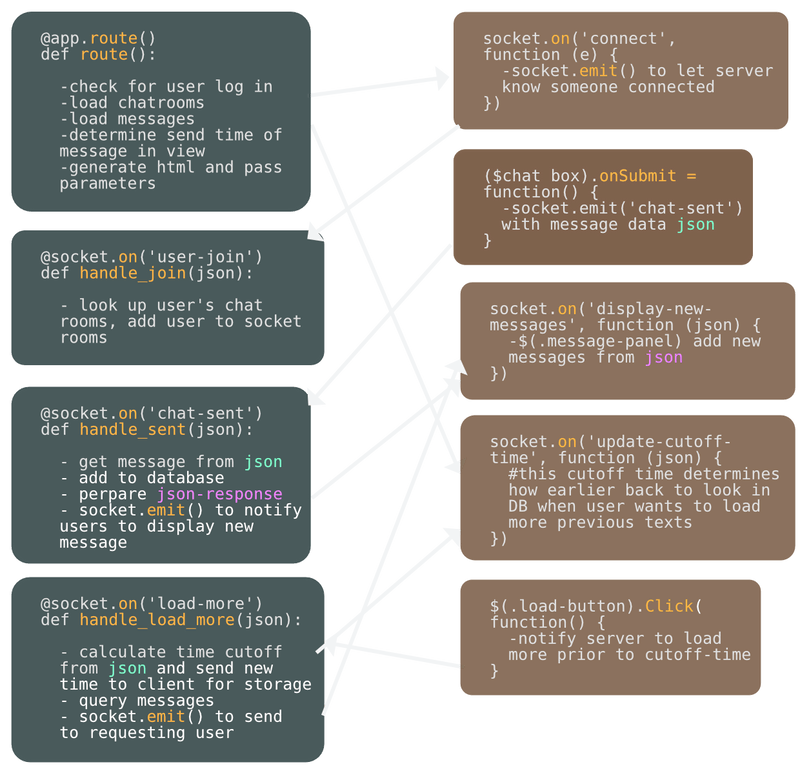 @app.route()
def route():
-check for user log in
-load chatrooms
-load messages
-determine send time of
message in view
-generate html and pass
parameters
@socket.on('user-join')
def handle_join(json):
- look up user's chat
rooms, add user to socket
rooms
@socket.on('chat-sent')
def handle_sent(json):
- get message from json
- add to database
- perpare json-response
- socket.emit() to notify
users to display new
message
@socket.on('load-more')
def handle_load_more(json):
- calculate time cutoff
from json and send new
time to client for storage
- query messages
- socket.emit() to send
to requesting user
socket.on('connect',
function (e) {
-socket.emit() to let server
know someone connected
})
($chat box).onSubmit =
function() {
-socket.emit('chat-sent')
with message data json
}
socket.on('display-new-
messages', function (json) {
-$(.message-panel) add new
messages from json
})
socket.on('update-cutoff-
time', function (json) {
#this cutoff time determines
how earlier back to look in
DB when user wants to load
more previous texts
})
$(.load-button).Click(
function() {
-notify server to load
more prior to cutoff-time
}